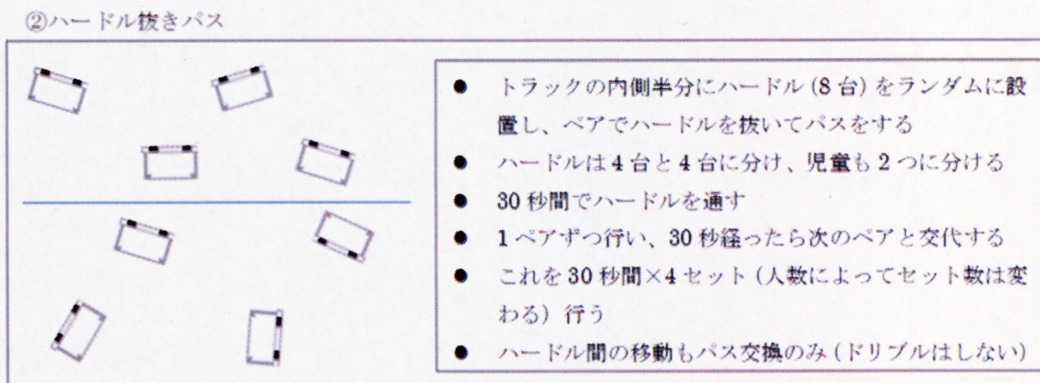 ②ハードル抜きパス
● トラックの内側半分にハードル（8 台）をランダムに設
置し、ペアでハードルを抜いてパスをする
● ハードルは 4 台と 4 台に分け、児童も 2 つに分ける
● 30 秒間でハードルを通す
● 1 ペアずつ行い、30 秒経ったら次のペアと交代する
● これを 30 秒間×4 セット（人数によってセット数は変
わる）行う
● ハードル間の移動もパス交換のみ（ドリブルはしない）